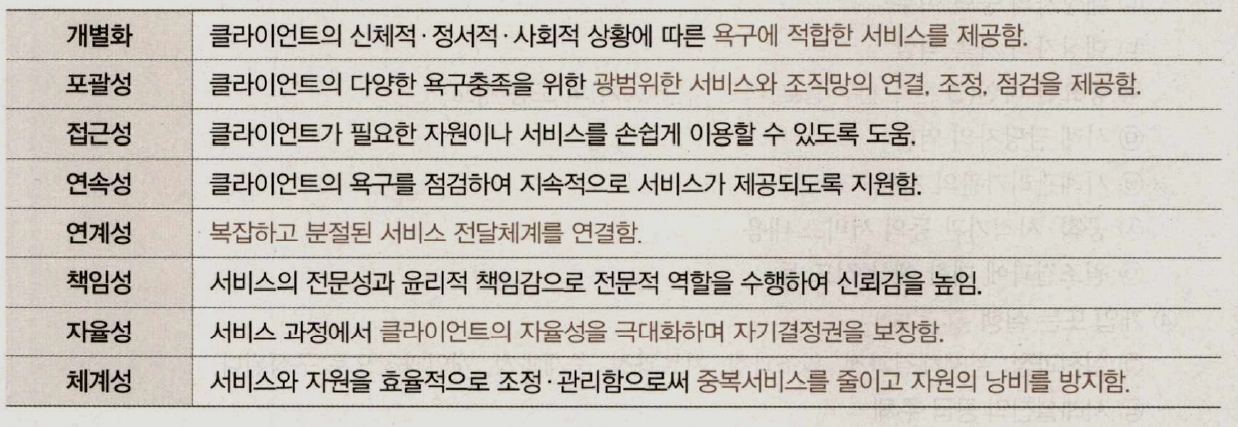 개별화 클라이언트의 신체적·정서적·사회적 상황에 따른 욕구에 적합한 서비스를 제공함.
포괄성 클라이언트의 다양한 욕구충족을 위한 광범위한 서비스와 조직망의 연결, 조정, 점검을 제공함.
접근성 클라이언트가 필요한 자원이나 서비스를 손쉽게 이용할 수 있도록 도움.
연속성 클라이언트의 욕구를 점검하여 지속적으로 서비스가 제공되도록 지원함.
연계성 복잡하고 분절된 서비스 전달체계를 연결함.
책임성 서비스의 전문성과 윤리적 책임감으로 전문적 역할을 수행하여 신뢰감을 높임.
자율성 서비스 과정에서 클라이언트의 자율성을 극대화하며 자기결정권을 보장함.
체계성 서비스와 자원을 효율적으로 조정·관리함으로써 중복서비스를 줄이고 자원의 낭비를 방지함.